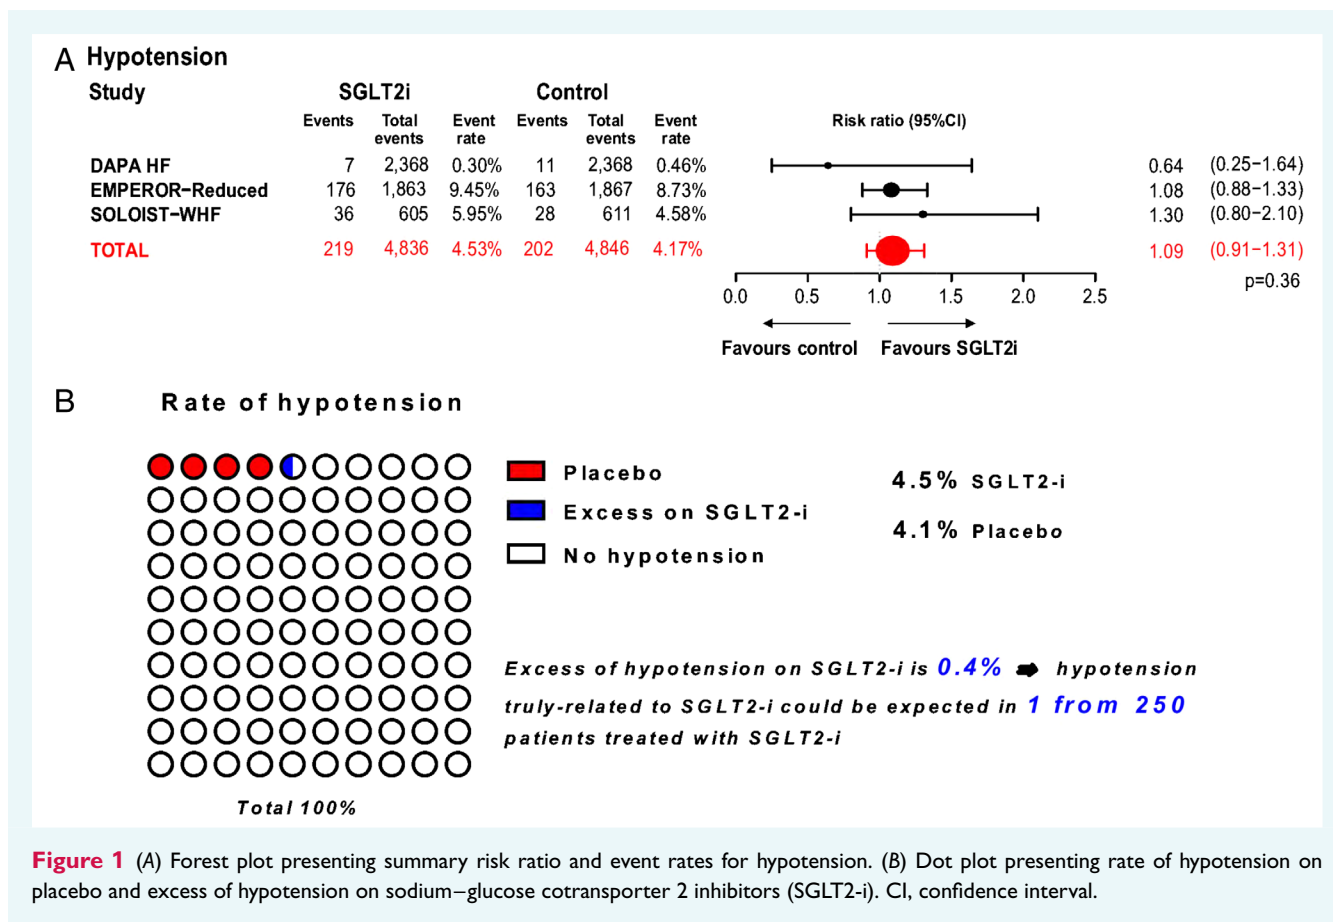 A Hypotension
Study SGLT2i Control
Events Total events Event rate Events Total events Event rate Risk ratio (95%CI)
DAPA HF 7 2,368 0.30% 11 2,368 0.46% 0.64 (0.25−1.64)
EMPEROR−Reduced 176 1,863 9.45% 163 1,867 8.73% 1.08 (0.88−1.33)
SOLOIST−WHF 36 605 5.95% 28 611 4.58% 1.30 (0.80−2.10)
TOTAL 219 4,836 4.53% 202 4,846 4.17% 1.09 (0.91−1.31)
p=0.36
0.0 0.5 1.0 1.5 2.0 2.5
Favours control Favours SGLT2i
B Rate of hypotension
Placebo 4.5% SGLT2-i
Excess on SGLT2-i 4.1% Placebo
No hypotension
Excess of hypotension on SGLT2-i is 0.4% ➡ hypotension
truly-related to SGLT2-i could be expected in 1 from 250
patients treated with SGLT2-i
Total 100%
Figure 1 (A) Forest plot presenting summary risk ratio and event rates for hypotension. (B) Dot plot presenting rate of hypotension on
placebo and excess of hypotension on sodium–glucose cotransporter 2 inhibitors (SGLT2-i). CI, confidence interval.